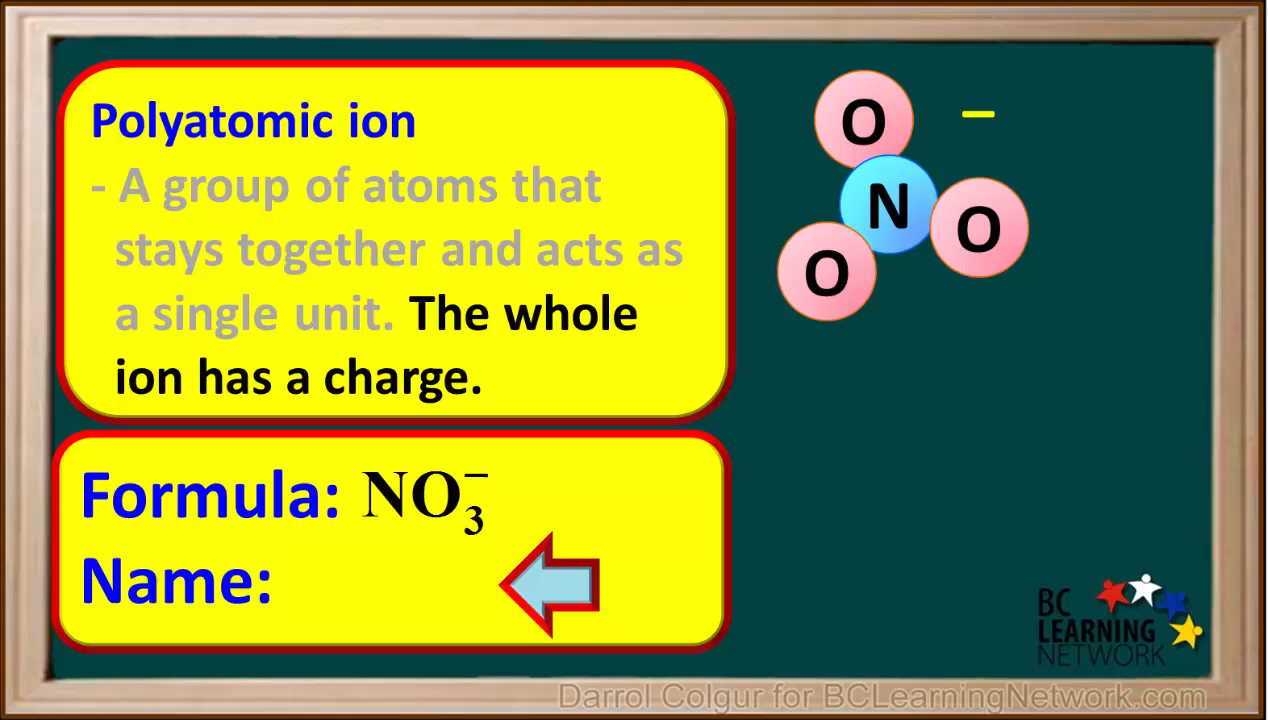 Polyatomic ion
- A group of atoms that
stays together and acts as
a single unit. The whole
ion has a charge.
O
–
N
O
O
Formula: NO₃⁻
Name:
BC
LEARNING
NETWORK
Darrol Colgur for BCLearningNetwork.com